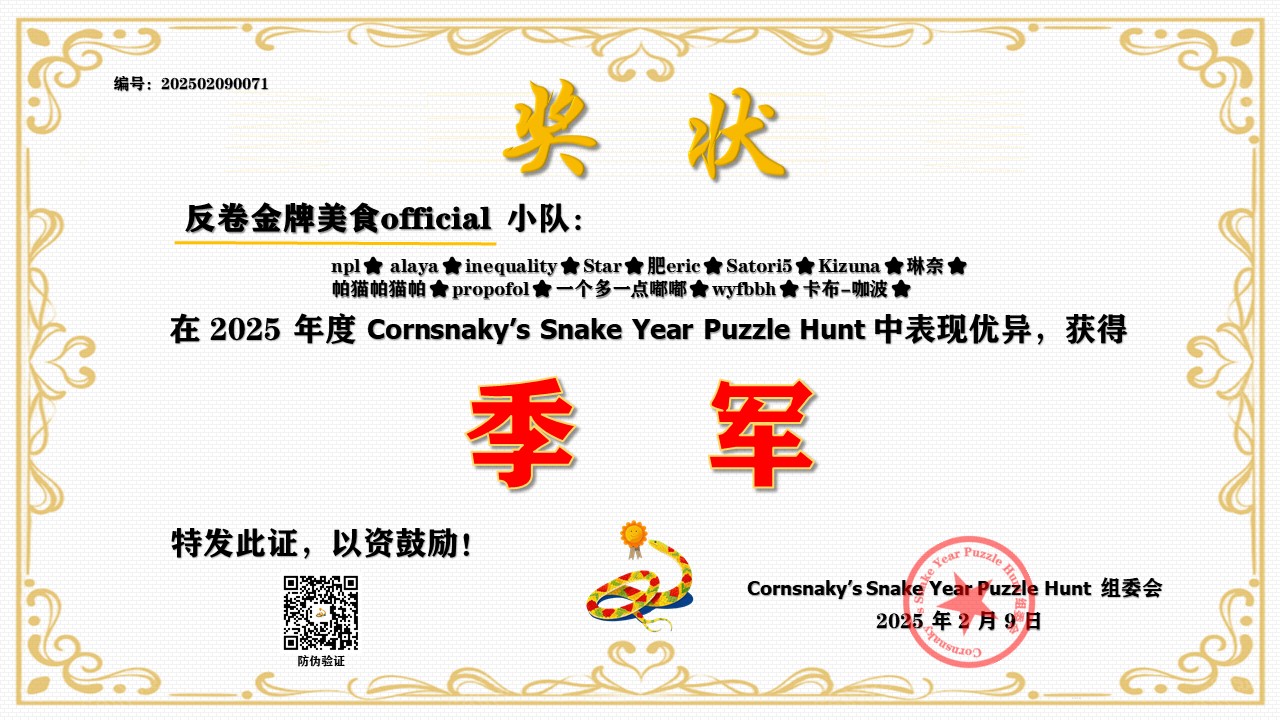 编号：202502090071
奖 状
反卷金牌美食official 小队：
npl★ alaya★inequality★Star★肥eric★Satori5★Kizuna★琳奈★
帕猫帕猫帕★propofol★一个多一点嘟嘟★wyfbbh★卡布-咖波★
在 2025 年度 Cornsnaky’s Snake Year Puzzle Hunt 中表现优异，获得
季 军
特发此证，以资鼓励！
防伪验证
Cornsnaky’s Snake Year Puzzle Hunt 组委会
2025 年 2 月 9 日
Cornsnaky’s Snake Year Puzzle Hunt 组委会